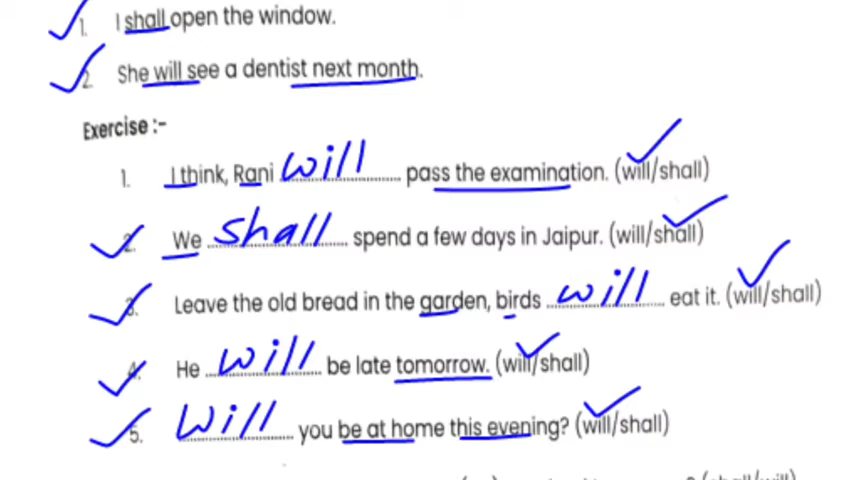 1. I shall open the window.
2. She will see a dentist next month.
Exercise :-
1. I think, Rani will pass the examination. (will/shall)
2. We shall spend a few days in Jaipur. (will/shall)
3. Leave the old bread in the garden, birds will eat it. (will/shall)
4. He will be late tomorrow. (will/shall)
5. Will you be at home this evening? (will/shall)
? (shall/will)